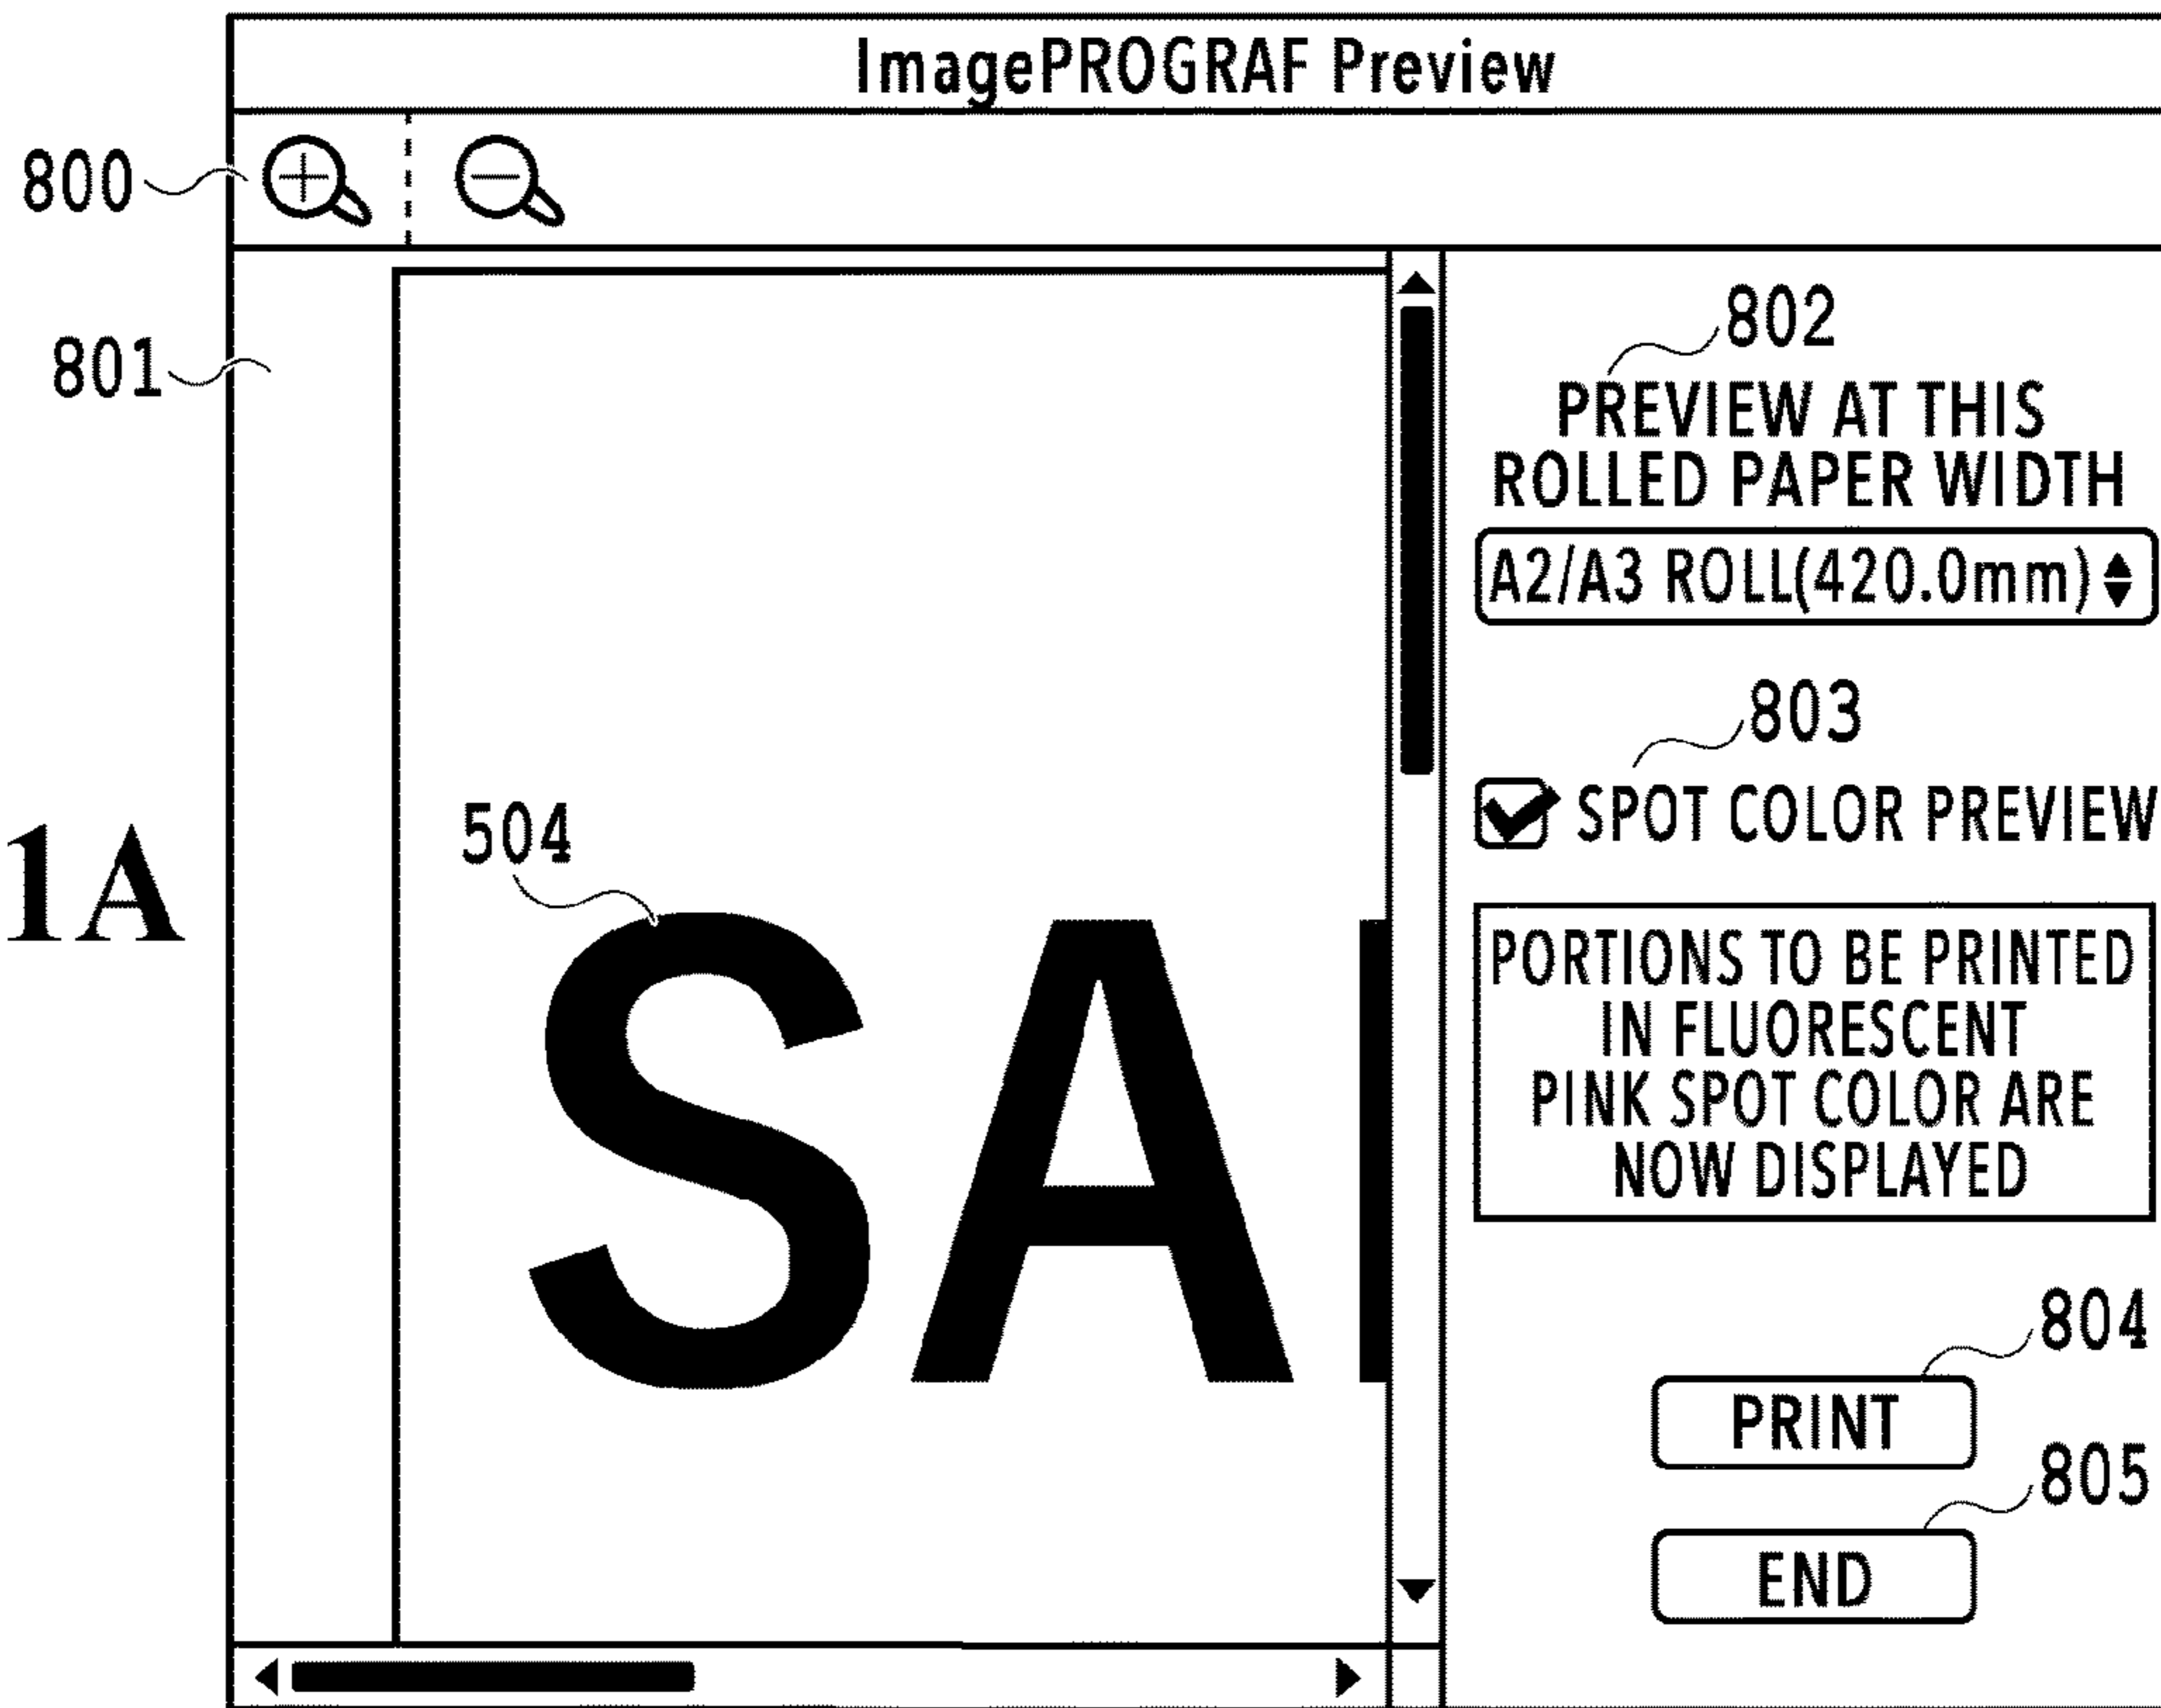 ImagePROGRAF Preview
800
801
802
PREVIEW AT THIS
ROLLED PAPER WIDTH
A2/A3 ROLL(420.0mm)
803
SPOT COLOR PREVIEW
1A
504
SA
PORTIONS TO BE PRINTED
IN FLUORESCENT
PINK SPOT COLOR ARE
NOW DISPLAYED
804
PRINT
805
END